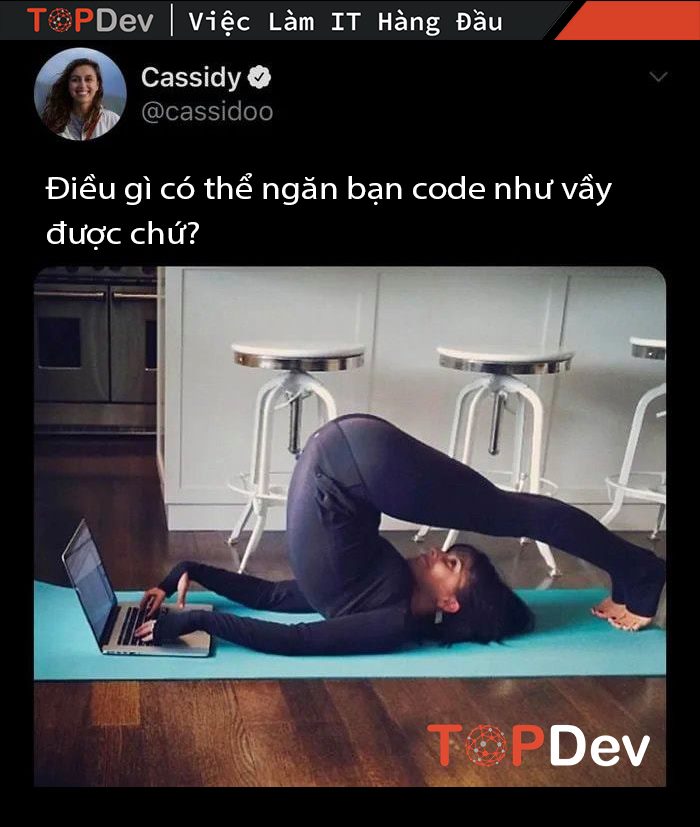 TOPDev | Việc Làm IT Hàng Đầu
Cassidy
@cassidoo
Điều gì có thể ngăn bạn code như vầy
được chứ?
TOPDev